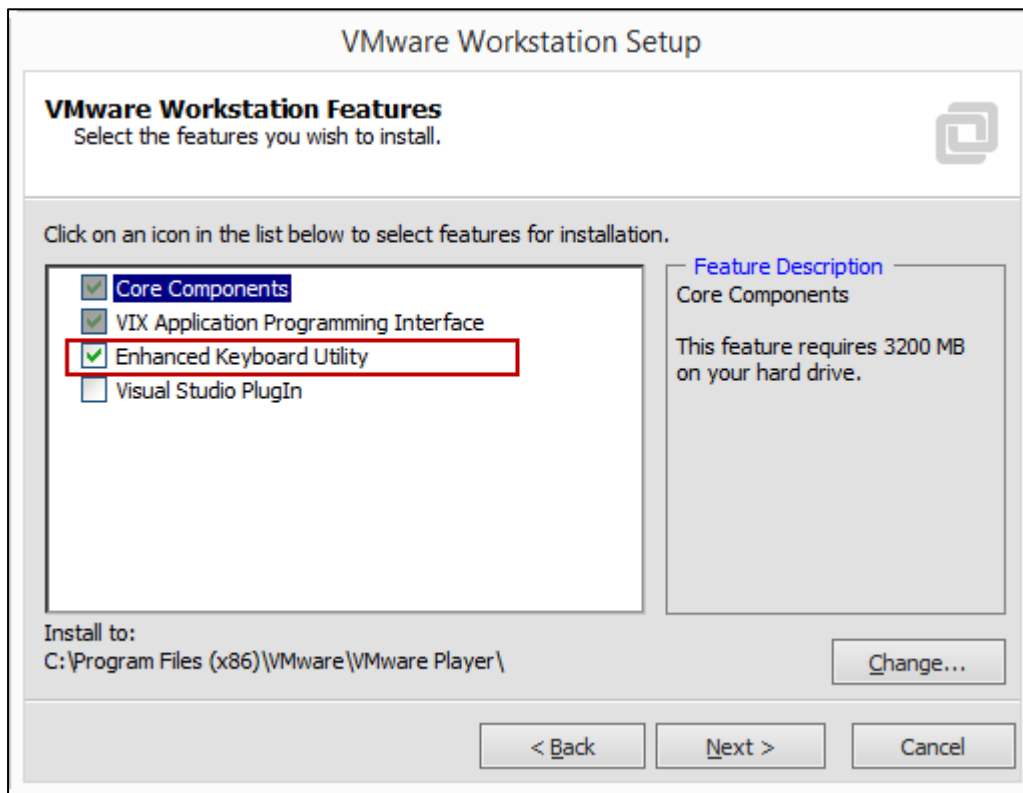 VMware Workstation Setup
VMware Workstation Features
Select the features you wish to install.
Click on an icon in the list below to select features for installation.
Core Components
VIX Application Programming Interface
Enhanced Keyboard Utility
Visual Studio PlugIn
Feature Description
Core Components
This feature requires 3200 MB
on your hard drive.
Install to:
C:\Program Files (x86)\VMware\VMware Player\
Change...
< Back
Next >
Cancel